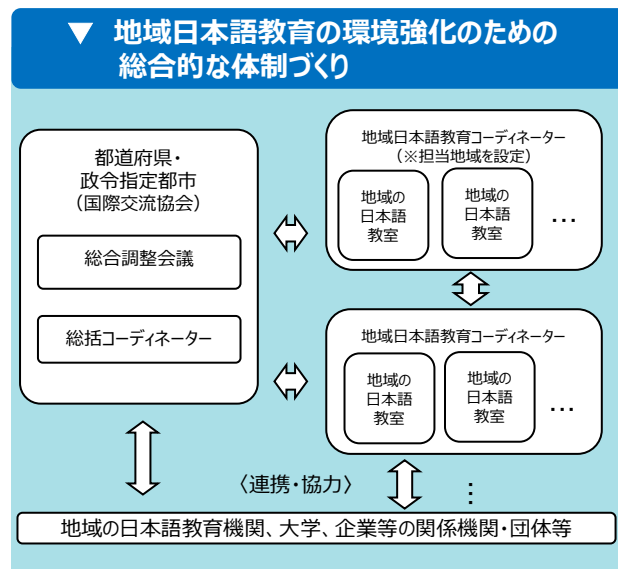 ▼ 地域日本語教育の環境強化のための
総合的な体制づくり
都道府県・
政令指定都市
（国際交流協会）
総合調整会議
総括コーディネーター
地域日本語教育コーディネーター
（※担当地域を設定）
地域の
日本語
教室
地域の
日本語
教室
…
地域日本語教育コーディネーター
地域の
日本語
教室
地域の
日本語
教室
…
〈連携・協力〉
…
地域の日本語教育機関、大学、企業等の関係機関・団体等